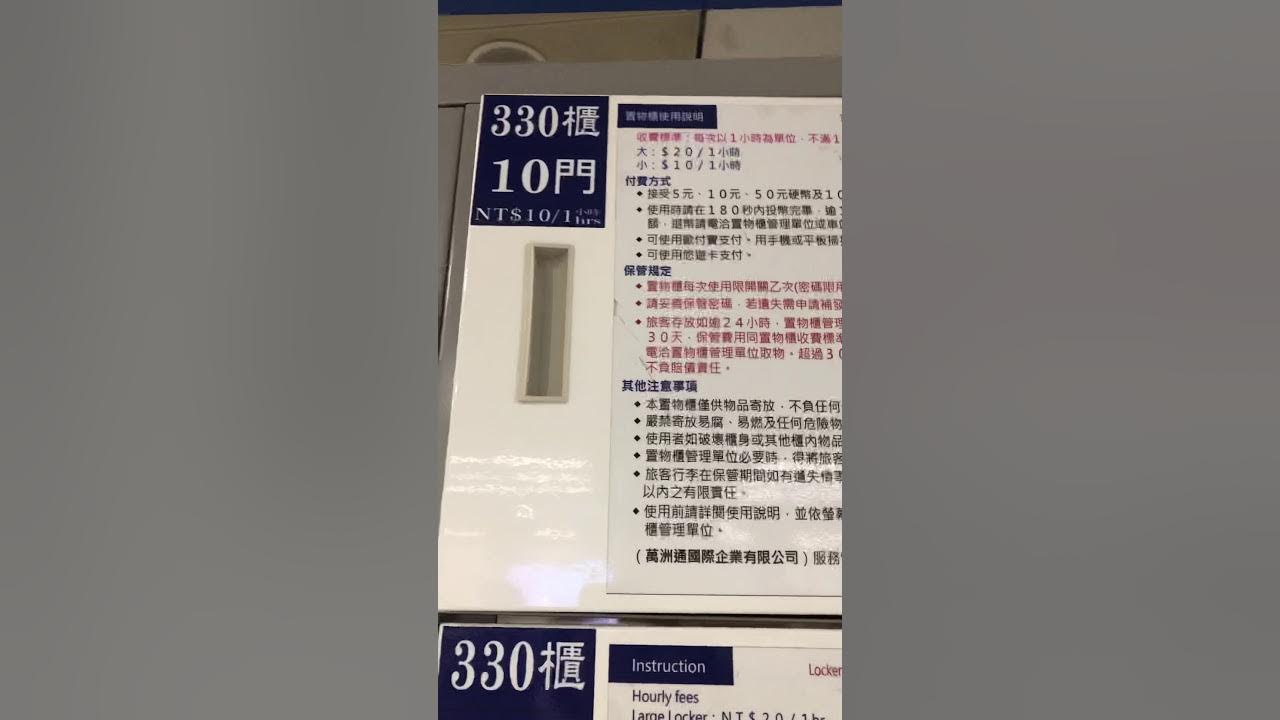 330櫃
10門
NT$10/1小時hrs
置物櫃使用說明
收費標準：每次以1小時為單位，不滿1
大：$20/1小時
小：$10/1小時
付費方式
◆接受5元、10元、50元硬幣及10
◆使用時請在180秒內投幣完畢，逾
額，退幣請電洽置物櫃管理單位或車
◆可使用歐付寶支付。用手機或平板掃
◆可使用悠遊卡支付。
保管規定
◆置物櫃每次使用限開關乙次(密碼限用
◆請妥慎保管密碼，若遺失需申請補發
◆旅客存放如逾24小時，置物櫃管理
30天，保管費用同置物櫃收費標準
電洽置物櫃管理單位取物。超過30
不負賠償責任。
其他注意事項
◆本置物櫃僅供物品寄放，不負任何
◆嚴禁寄放易腐、易燃及任何危險物
◆使用者如破壞櫃身或其他櫃內物品
◆置物櫃管理單位必要時，得將旅客
◆旅客行李在保管期間如有遺失情
以內之有限責任。
◆使用前請詳閱使用說明，並依螢幕
櫃管理單位。
（萬洲通國際企業有限公司）服務
330櫃
Instruction
Locker
Hourly fees
Large Locker：NT$20/1hr